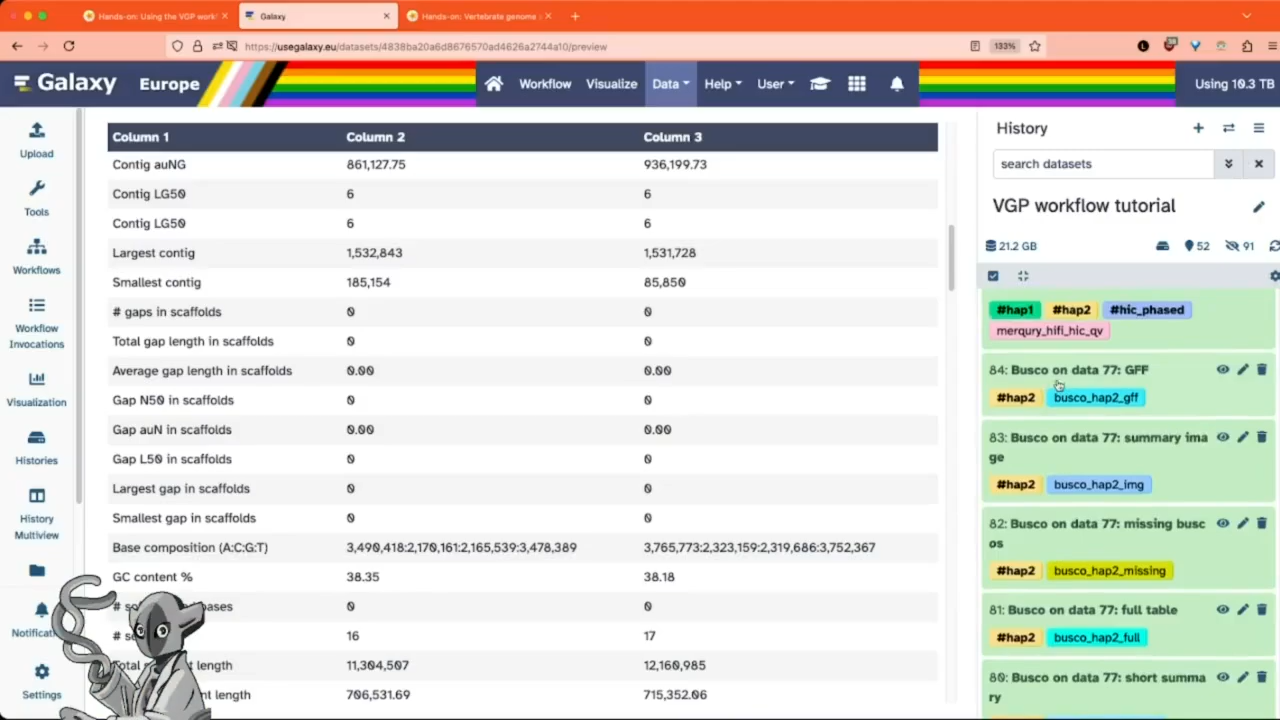 Hands-on: Using the VGP work
Galaxy
Hands-on: Vertebrate genome
https://usegalaxy.eu/datasets/4838ba20a6d8676570ad4626a2744a10/preview
133%
Galaxy Europe Workflow Visualize Data Help User Using 10.3 TB
Upload
Tools
Workflows
Workflow
Invocations
Visualization
Histories
History
Multiview
Settings
Column 1 Column 2 Column 3
Contig auNG 861,127.75 936,199.73
Contig LG50 6 6
Contig LG50 6 6
Largest contig 1,532,843 1,531,728
Smallest contig 185,154 85,850
# gaps in scaffolds 0 0
Total gap length in scaffolds 0 0
Average gap length in scaffolds 0.00 0.00
Gap N50 in scaffolds 0 0
Gap auN in scaffolds 0.00 0.00
Gap L50 in scaffolds 0 0
Largest gap in scaffolds 0 0
Smallest gap in scaffolds 0 0
Base composition (A:C:G:T) 3,490,418:2,170,161:2,165,539:3,478,389 3,765,773:2,323,159:2,319,686:3,752,367
GC content % 38.35 38.18
# 0 0
# 16 17
length 11,304,507 12,160,985
length 706,531.69 715,352.06
History
search datasets
VGP workflow tutorial
21.2 GB 52 91
#hap1 #hap2 #hic_phased
merqury_hifi_hic_qv
84: Busco on data 77: GFF
#hap2 busco_hap2_gff
83: Busco on data 77: summary ima
ge
#hap2 busco_hap2_img
82: Busco on data 77: missing busc
os
#hap2 busco_hap2_missing
81: Busco on data 77: full table
#hap2 busco_hap2_full
80: Busco on data 77: short summa
ry